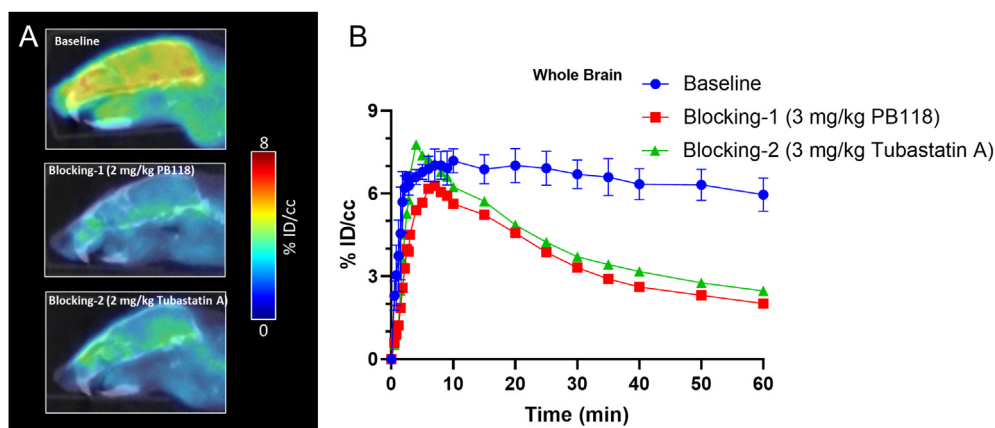 A
Baseline
Blocking-1 (2 mg/kg PB118)
Blocking-2 (2 mg/kg Tubastatin A)
8
% ID/cc
0
B
Whole Brain
Baseline
Blocking-1 (3 mg/kg PB118)
Blocking-2 (3 mg/kg Tubastatin A)
% ID/cc
9
6
3
0
0 10 20 30 40 50 60
Time (min)